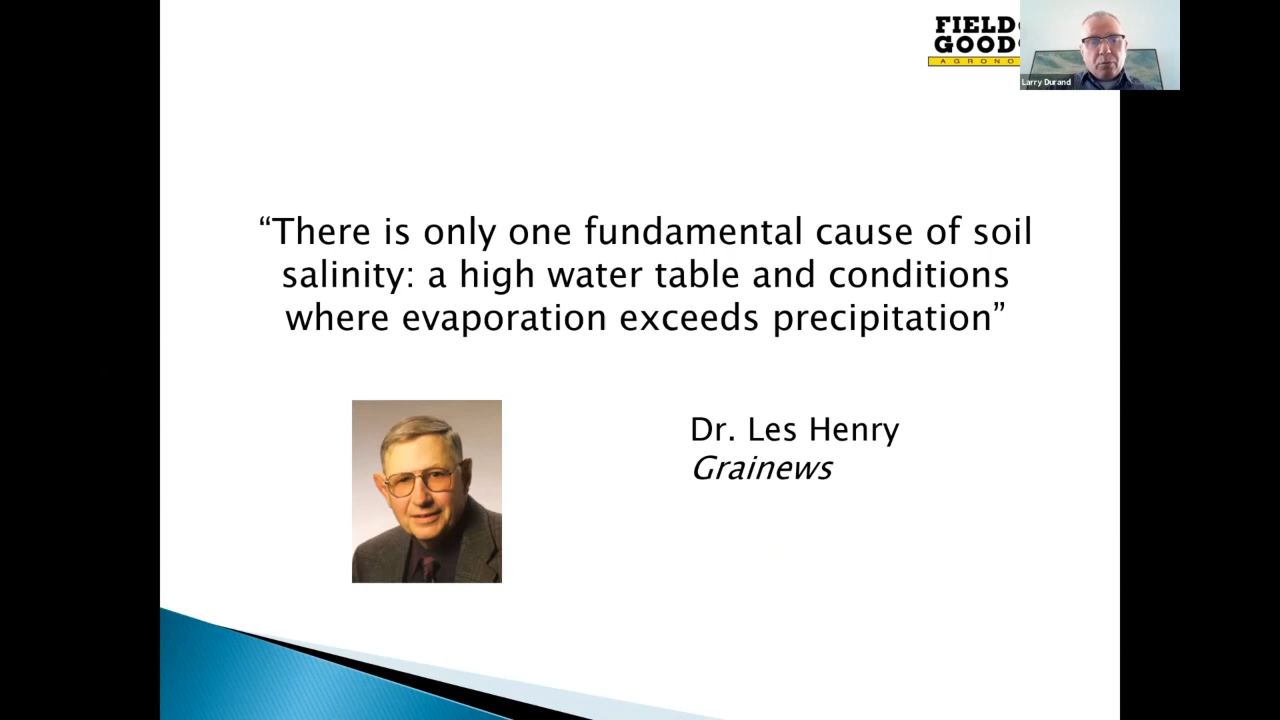 FIELD
GOOD
AGRONO
Larry Durand
“There is only one fundamental cause of soil
salinity: a high water table and conditions
where evaporation exceeds precipitation”
Dr. Les Henry
Grainews